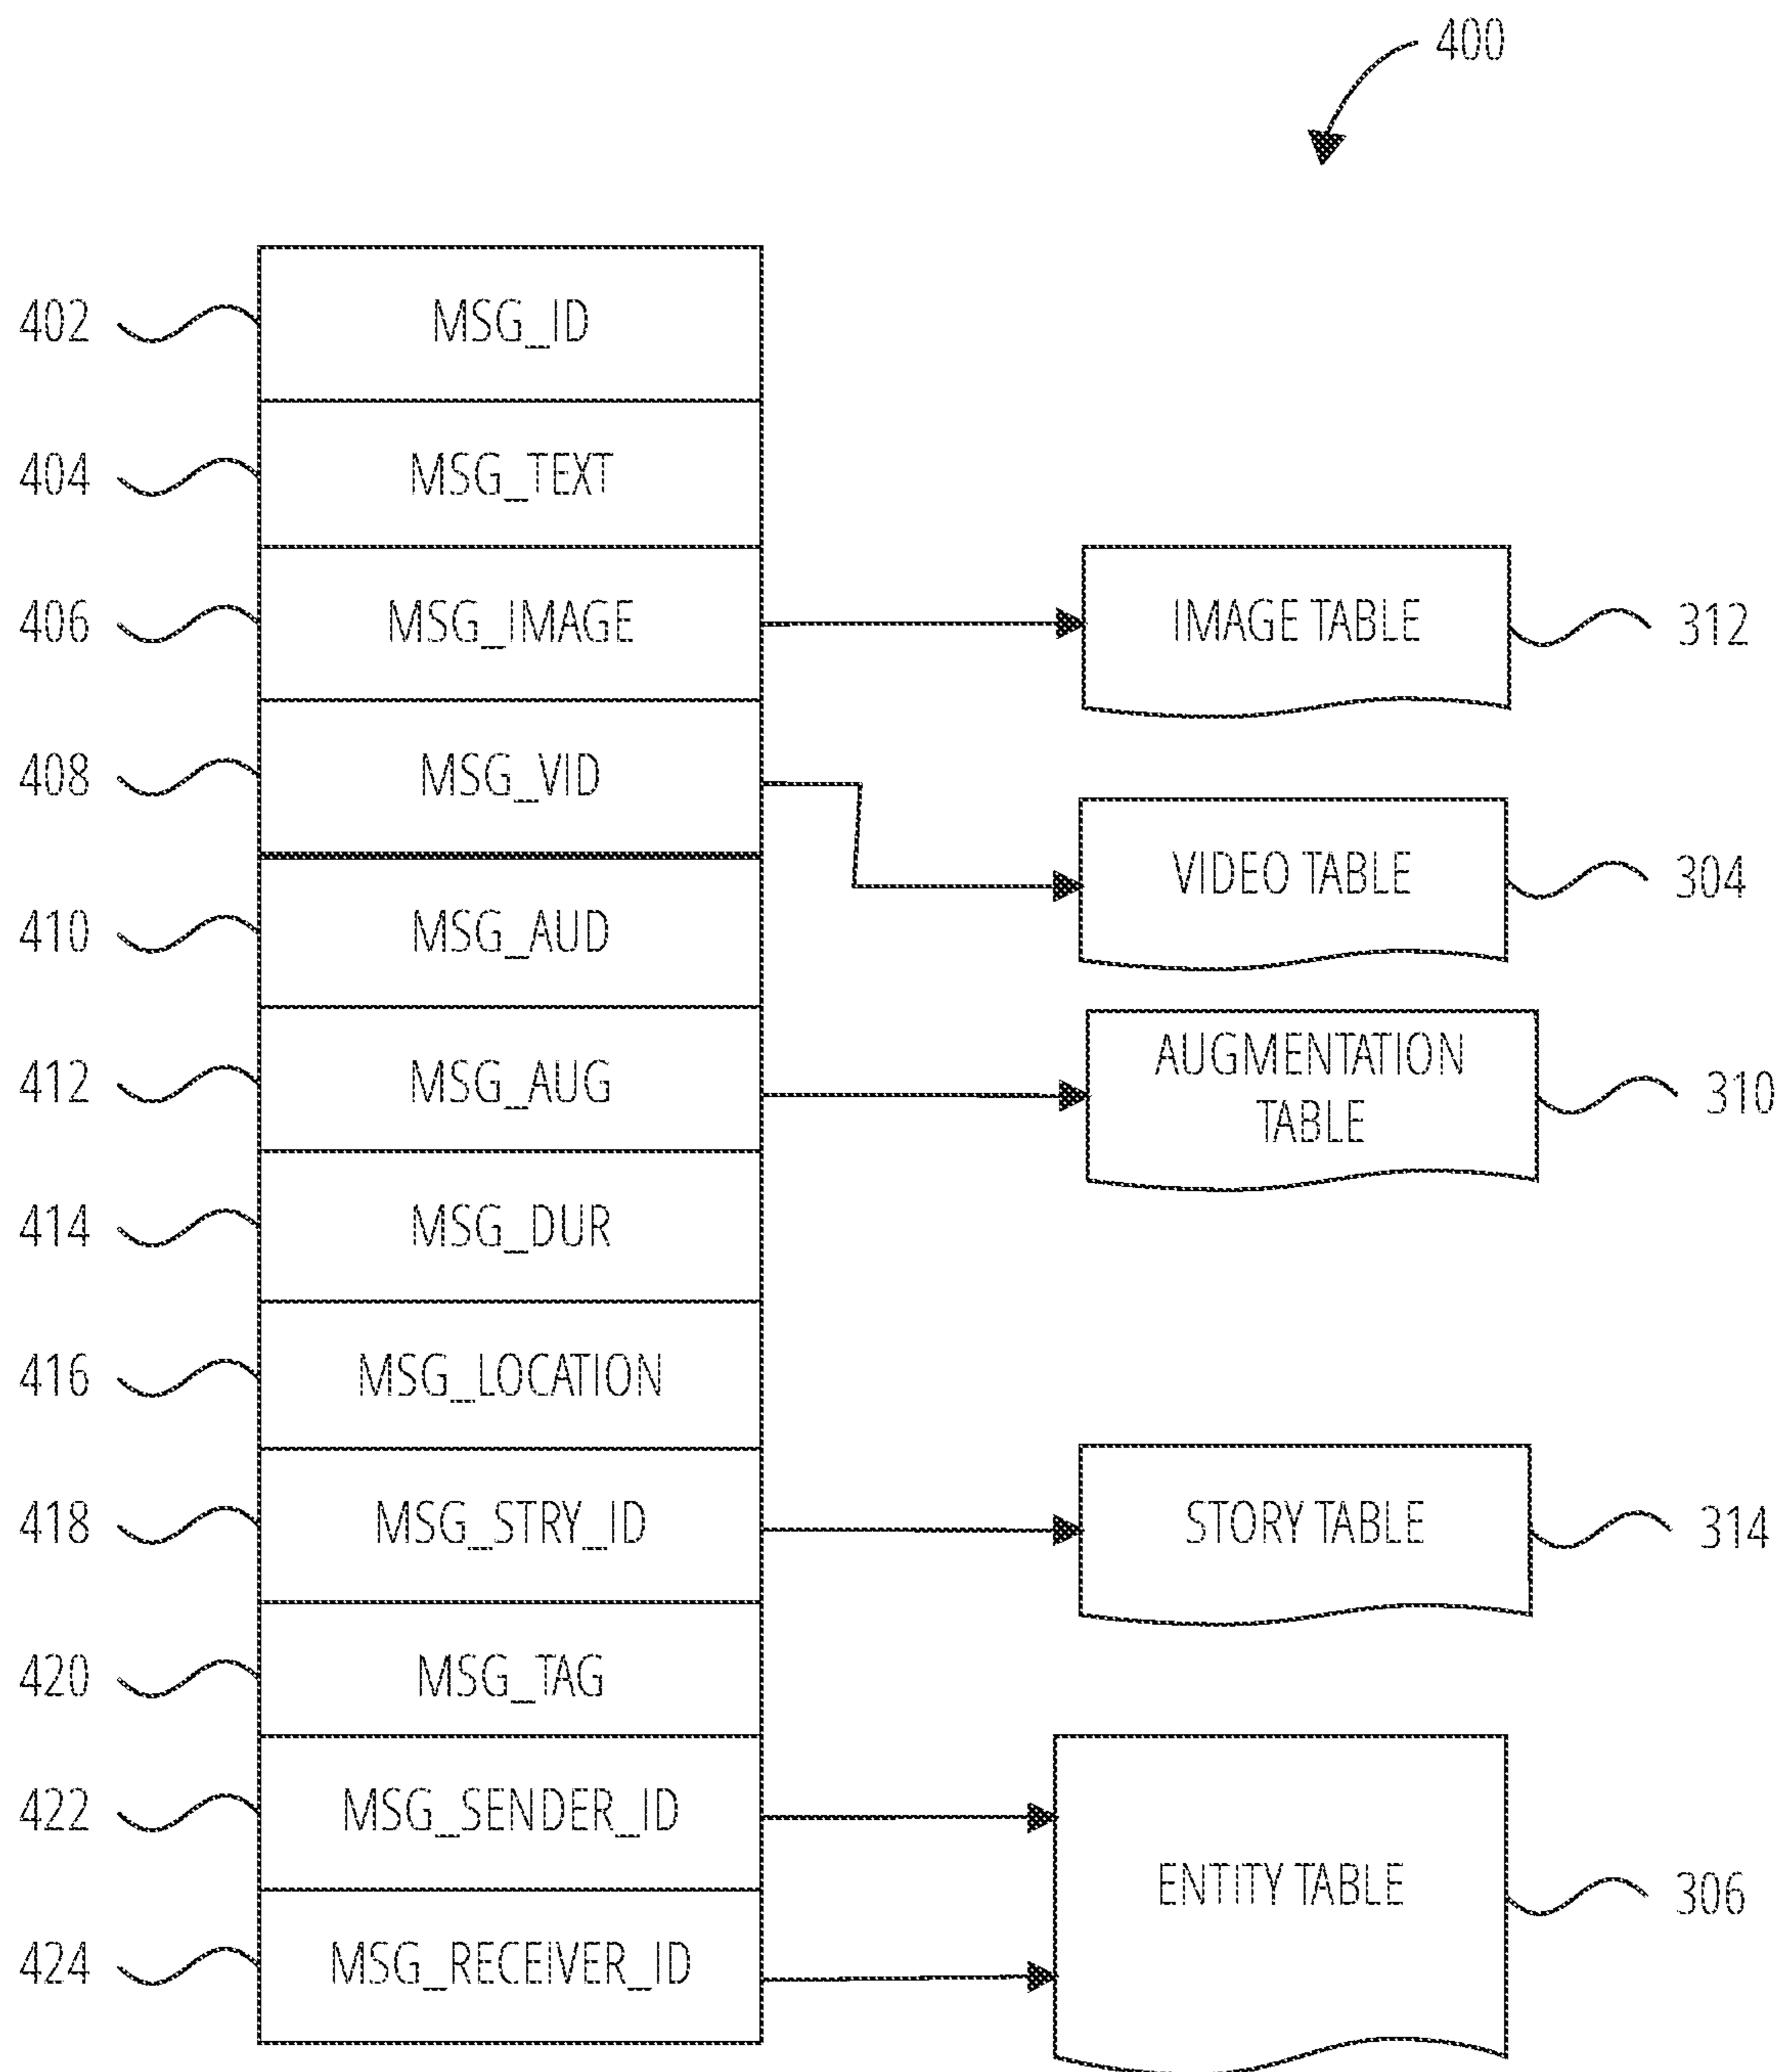 400
402 MSG_ID
404 MSG_TEXT
406 MSG_IMAGE IMAGE TABLE 312
408 MSG_VID VIDEO TABLE 304
410 MSG_AUD
412 MSG_AUG AUGMENTATION
TABLE 310
414 MSG_DUR
416 MSG_LOCATION
418 MSG_STRY_ID STORY TABLE 314
420 MSG_TAG
422 MSG_SENDER_ID
ENTITY TABLE 306
424 MSG_RECEIVER_ID